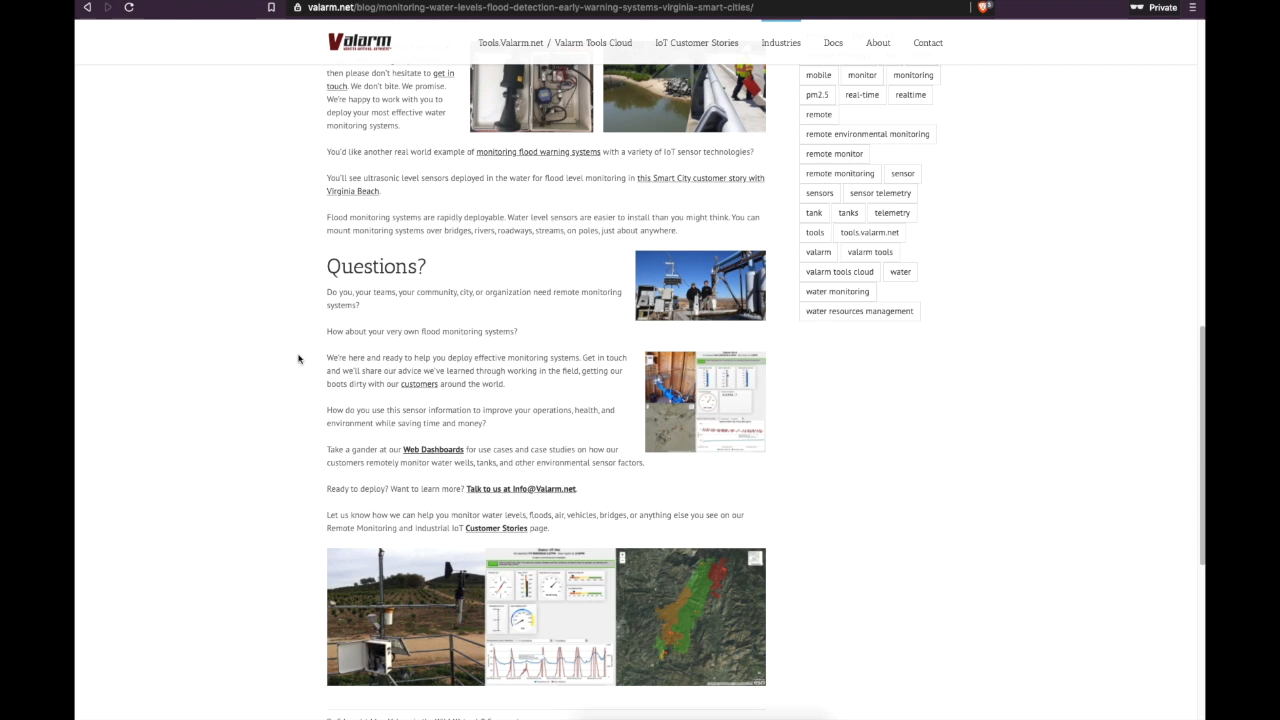 valarm.net/blog/monitoring-water-levels-flood-detection-early-warning-systems-virginia-smart-cities/
Private
Valarm
Tools.Valarm.net / Valarm Tools Cloud
IoT Customer Stories
Industries
Docs
About
Contact
then please don't hesitate to get in
touch. We don't bite. We promise.
We're happy to work with you to
deploy your most effective water
monitoring systems.
You'd like another real world example of monitoring flood warning systems with a variety of IoT sensor technologies?
You'll see ultrasonic level sensors deployed in the water for flood level monitoring in this Smart City customer story with
Virginia Beach.
Flood monitoring systems are rapidly deployable. Water level sensors are easier to install than you might think. You can
mount monitoring systems over bridges, rivers, roadways, streams, on poles, just about anywhere.
Questions?
Do you, your teams, your community, city, or organization need remote monitoring
systems?
How about your very own flood monitoring systems?
We're here and ready to help you deploy effective monitoring systems. Get in touch
and we'll share our advice we've learned through working in the field, getting our
boots dirty with our customers around the world.
How do you use this sensor information to improve your operations, health, and
environment while saving time and money?
Take a gander at our Web Dashboards for use cases and case studies on how our
customers remotely monitor water wells, tanks, and other environmental sensor factors.
Ready to deploy? Want to learn more? Talk to us at Info@Valarm.net.
Let us know how we can help you monitor water levels, floods, air, vehicles, bridges, or anything else you see on our
Remote Monitoring and Industrial IoT Customer Stories page.
mobile monitor monitoring
pm2.5 real-time realtime
remote
remote environmental monitoring
remote monitor
remote monitoring sensor
sensors sensor telemetry
tank tanks telemetry
tools tools.valarm.net
valarm valarm tools
valarm tools cloud water
water monitoring
water resources management